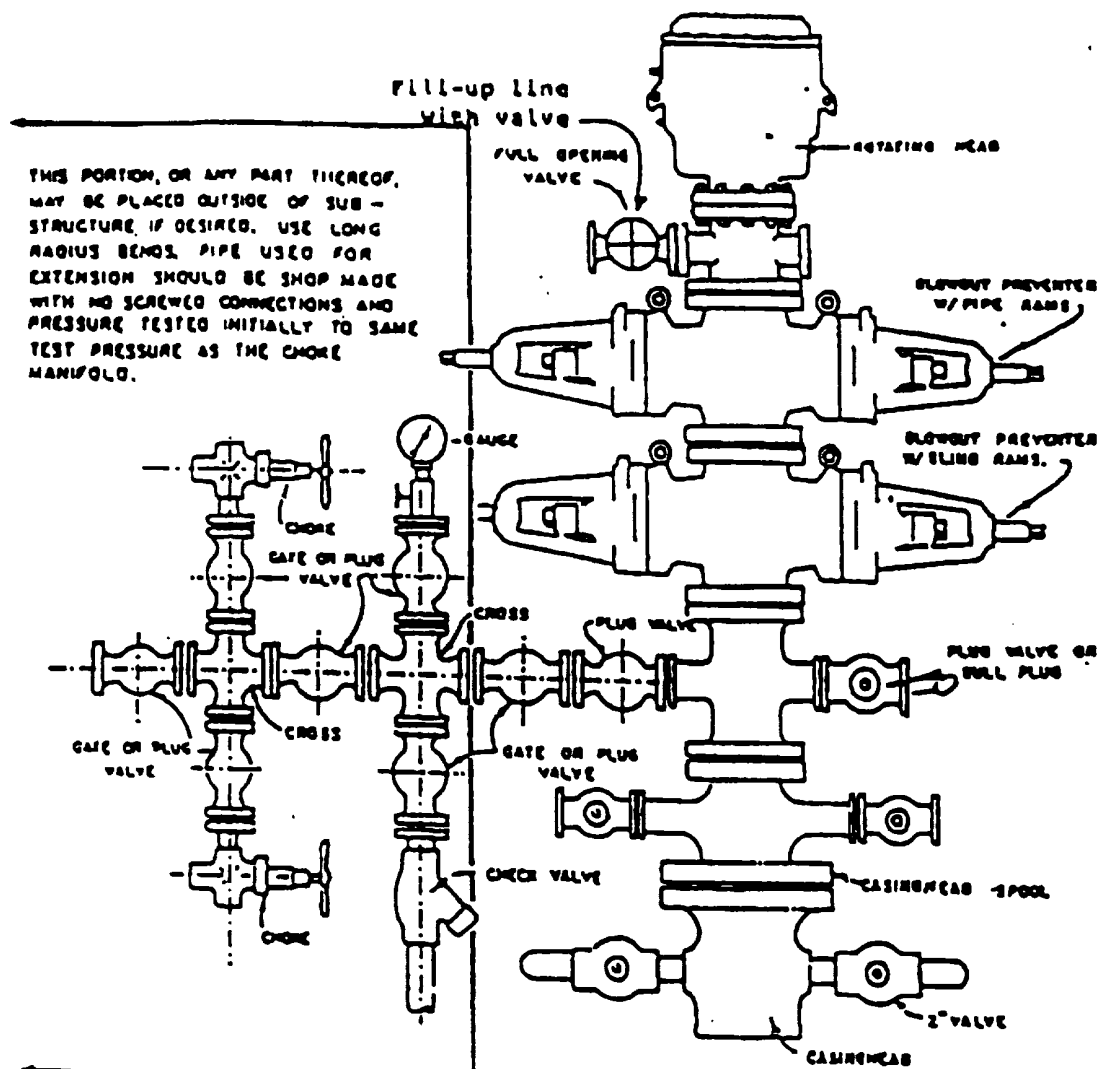 Fill-up line
with valve
FULL OPENING
VALVE
ROTATING HEAD
THIS PORTION, OR ANY PART THEREOF,
MAY BE PLACED OUTSIDE OF SUB-
STRUCTURE IF DESIRED. USE LONG
RADIUS BENDS. PIPE USED FOR
EXTENSION SHOULD BE SHOP MADE
WITH NO SCREWED CONNECTIONS AND
PRESSURE TESTED INITIALLY TO SAME
TEST PRESSURE AS THE CHOKE
MANIFOLD.
BLOWOUT PREVENTER
W/PIPE RAMS.
GAUGE
BLOWOUT PREVENTER
W/BLIND RAMS.
CHOKE
GATE OR PLUG
VALVE
CROSS
PLUG VALVE
PLUG VALVE OR
BULL PLUG
CROSS
GATE OR PLUG
VALVE
GATE OR PLUG
VALVE
CHECK VALVE
CASINGHEAD SPOOL
CHOKE
2" VALVE
CASINGHEAD